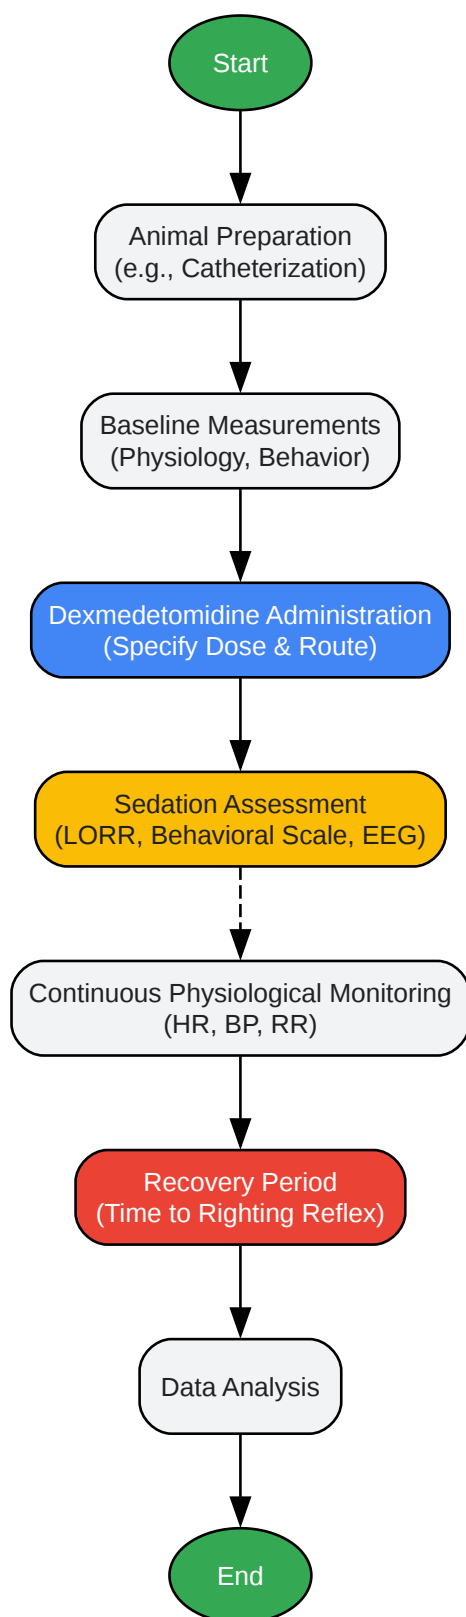 Start
Animal Preparation
(e.g., Catheterization)
Baseline Measurements
(Physiology, Behavior)
Dexmedetomidine Administration
(Specify Dose & Route)
Sedation Assessment
(LORR, Behavioral Scale, EEG)
Continuous Physiological Monitoring
(HR, BP, RR)
Recovery Period
(Time to Righting Reflex)
Data Analysis
End